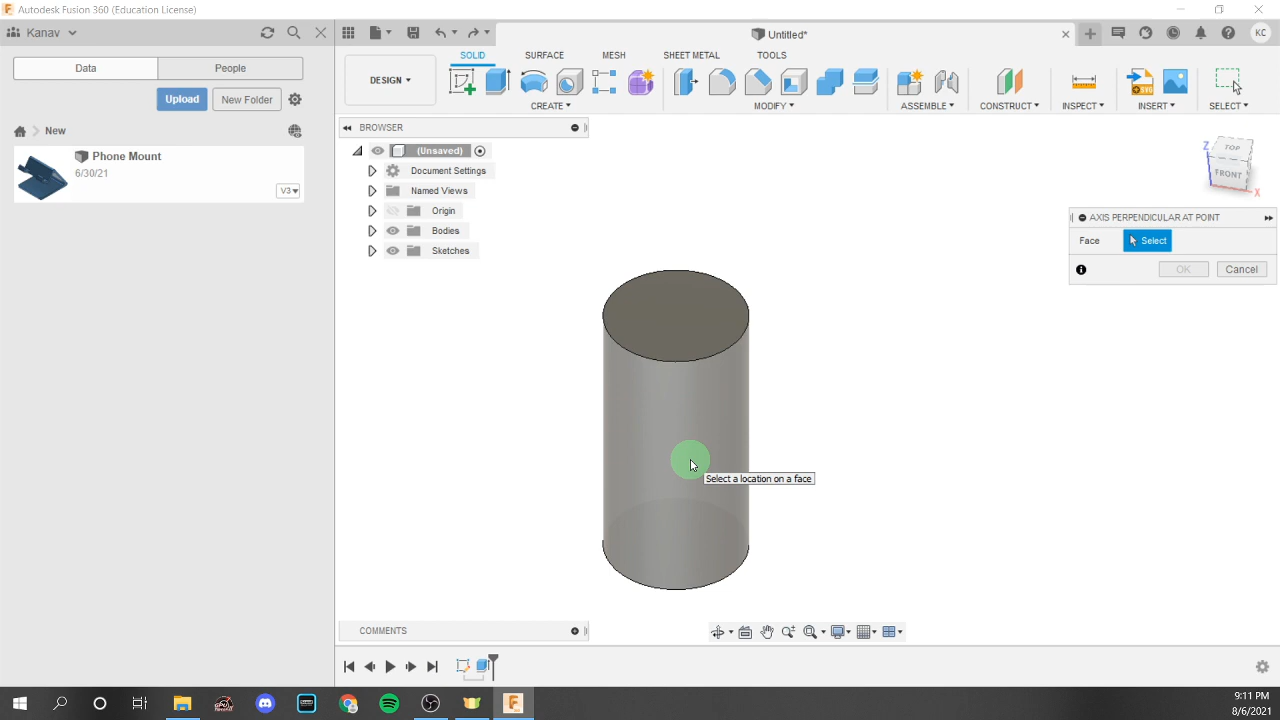 Autodesk Fusion 360 (Education License)
Kanav
Untitled*
KC
Data
People
Upload
New Folder
New
Phone Mount
6/30/21
V3
DESIGN
SOLID
SURFACE
MESH
SHEET METAL
TOOLS
CREATE
MODIFY
ASSEMBLE
CONSTRUCT
INSPECT
INSERT
SELECT
BROWSER
(Unsaved)
Document Settings
Named Views
Origin
Bodies
Sketches
TOP
FRONT
Z
X
AXIS PERPENDICULAR AT POINT
Face
Select
OK
Cancel
Select a location on a face
COMMENTS
9:11 PM
8/6/2021